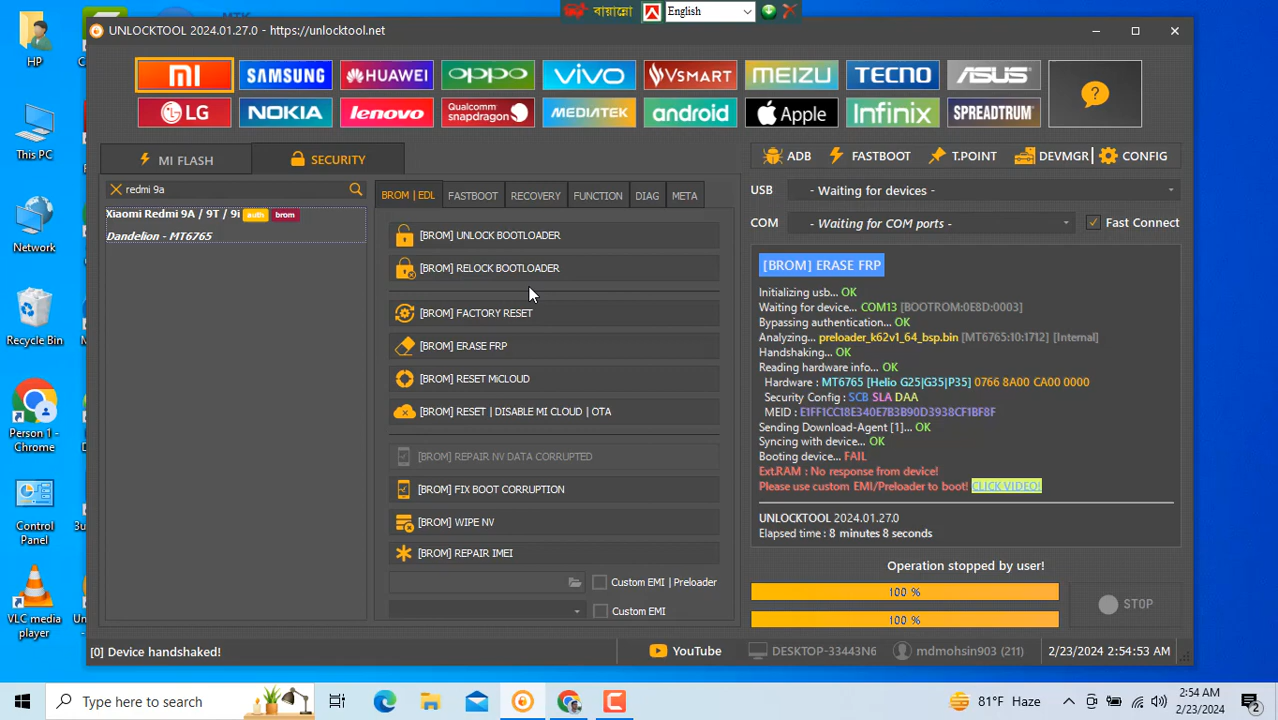 বায়ান্নো
English
HP
This PC
Network
Recycle Bin
Person 1 -
Chrome
Control
Panel
VLC media
player
UNLOCKTOOL 2024.01.27.0 - https://unlocktool.net
mi SAMSUNG HUAWEI oppo vivo VSMART MEIZU TECNO ASUS
LG NOKIA lenovo Qualcomm snapdragon MEDIATEK android Apple Infinix SPREADTRUM ?
MI FLASH SECURITY
ADB FASTBOOT T.POINT DEVMGR CONFIG
redmi 9a
Xiaomi Redmi 9A / 9T / 9i auth brom
Dandelion - MT6765
BROM | EDL FASTBOOT RECOVERY FUNCTION DIAG META
[BROM] UNLOCK BOOTLOADER
[BROM] RELOCK BOOTLOADER
[BROM] FACTORY RESET
[BROM] ERASE FRP
[BROM] RESET MiCLOUD
[BROM] RESET | DISABLE MI CLOUD | OTA
[BROM] REPAIR NV DATA CORRUPTED
[BROM] FIX BOOT CORRUPTION
[BROM] WIPE NV
[BROM] REPAIR IMEI
Custom EMI | Preloader
Custom EMI
USB - Waiting for devices -
COM - Waiting for COM ports - Fast Connect
[BROM] ERASE FRP
Initializing usb... OK
Waiting for device... COM13 [BOOTROM:0E8D:0003]
Bypassing authentication... OK
Analyzing... preloader_k62v1_64_bsp.bin [MT6765:10:1712] [Internal]
Handshaking... OK
Reading hardware info... OK
Hardware : MT6765 [Helio G25|G35|P35] 0766 8A00 CA00 0000
Security Config : SCB SLA DAA
MEID : E1FF1CC18E340E7B3B90D3938CF1BF8F
Sending Download-Agent [1]... OK
Syncing with device... OK
Booting device... FAIL
Ext.RAM : No response from device!
Please use custom EMI/Preloader to boot! CLICK VIDEO!
UNLOCKTOOL 2024.01.27.0
Elapsed time : 8 minutes 8 seconds
Operation stopped by user!
100 %
100 %
STOP
[0] Device handshaked! YouTube DESKTOP-33443N6 mdmohsin903 (211) 2/23/2024 2:54:53 AM
Type here to search
81°F Haze
2:54 AM
2/23/2024
2